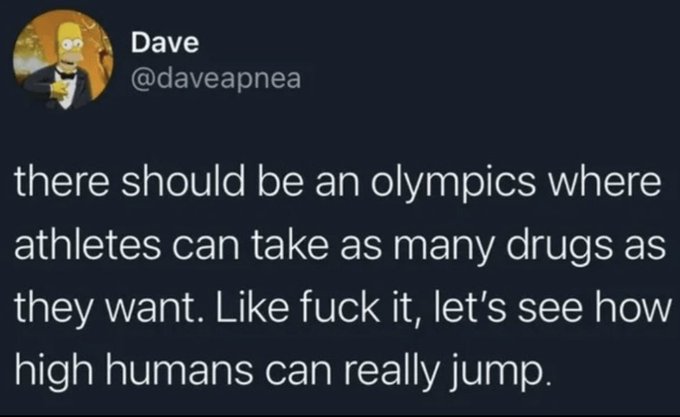 Dave
@daveapnea
there should be an olympics where
athletes can take as many drugs as
they want. Like fuck it, let's see how
high humans can really jump.